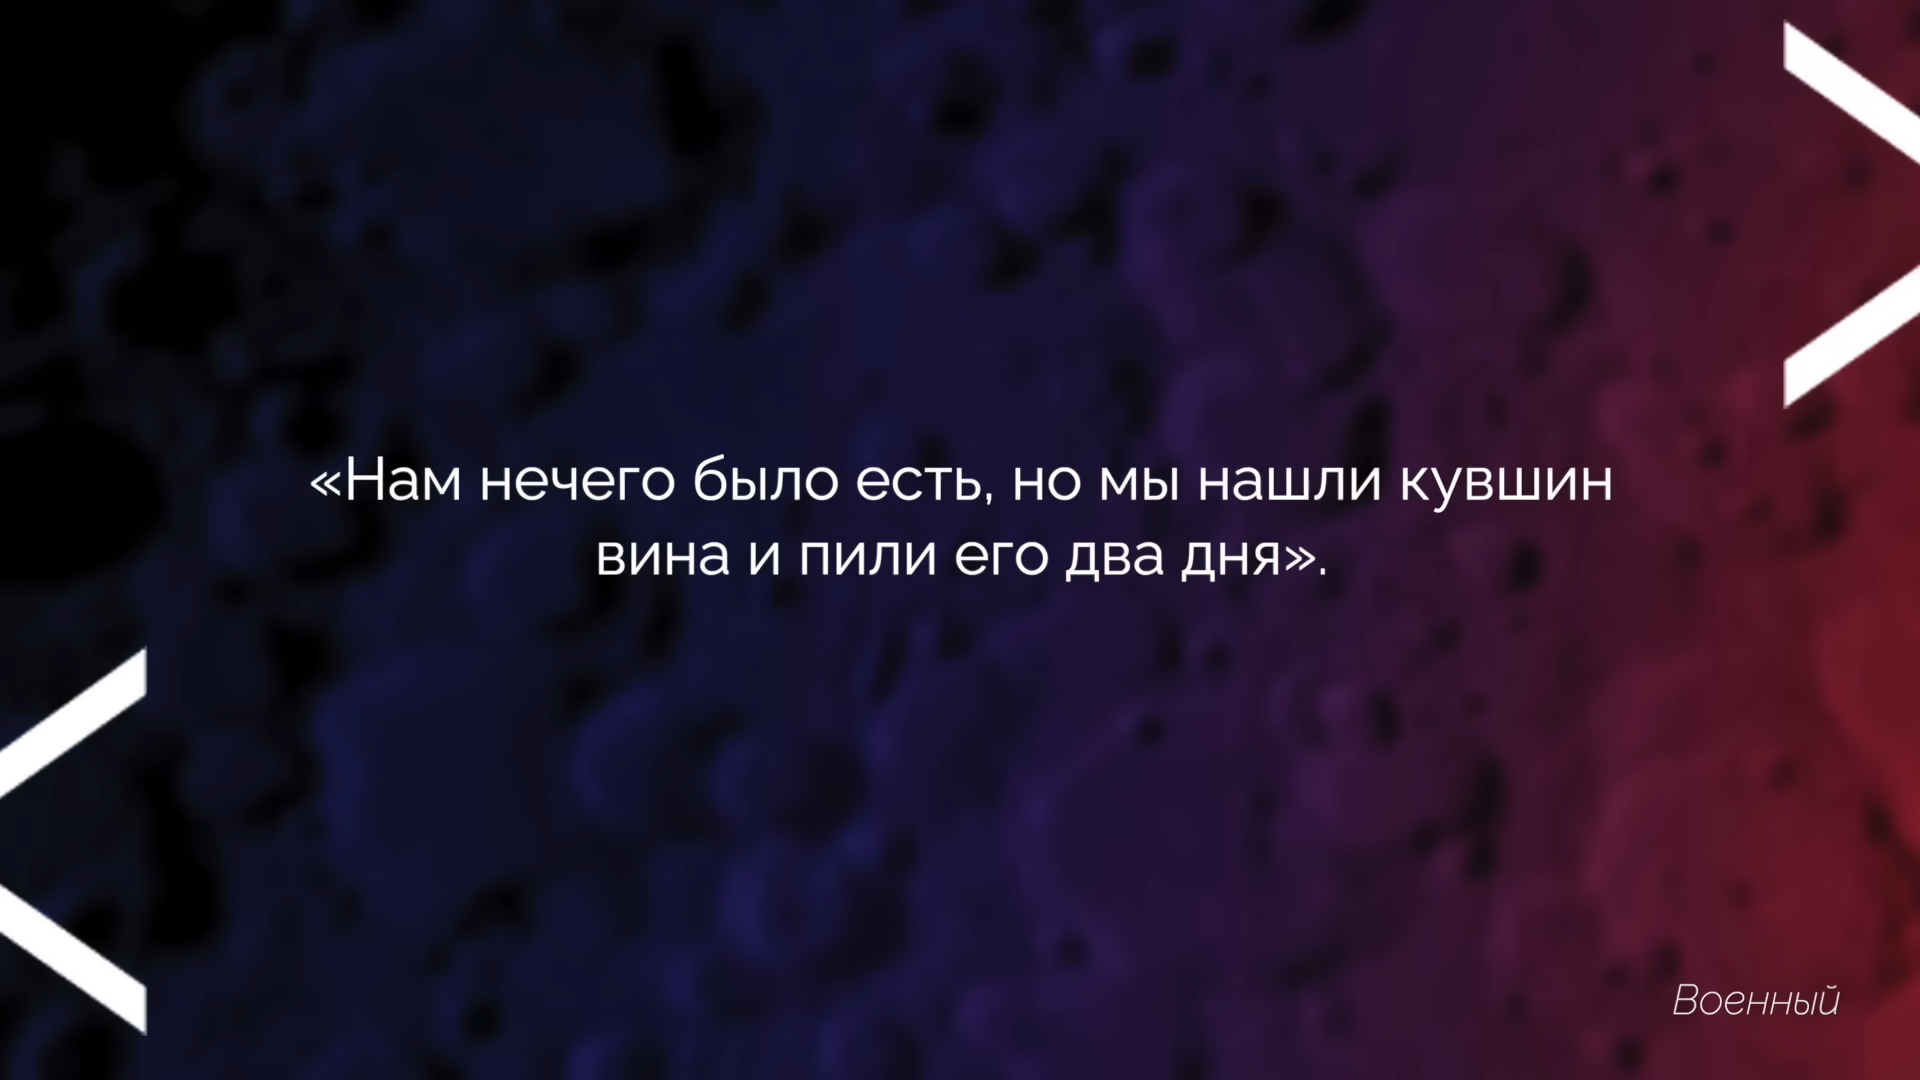 «Нам нечего было есть, но мы нашли кувшин
вина и пили его два дня».
Военный